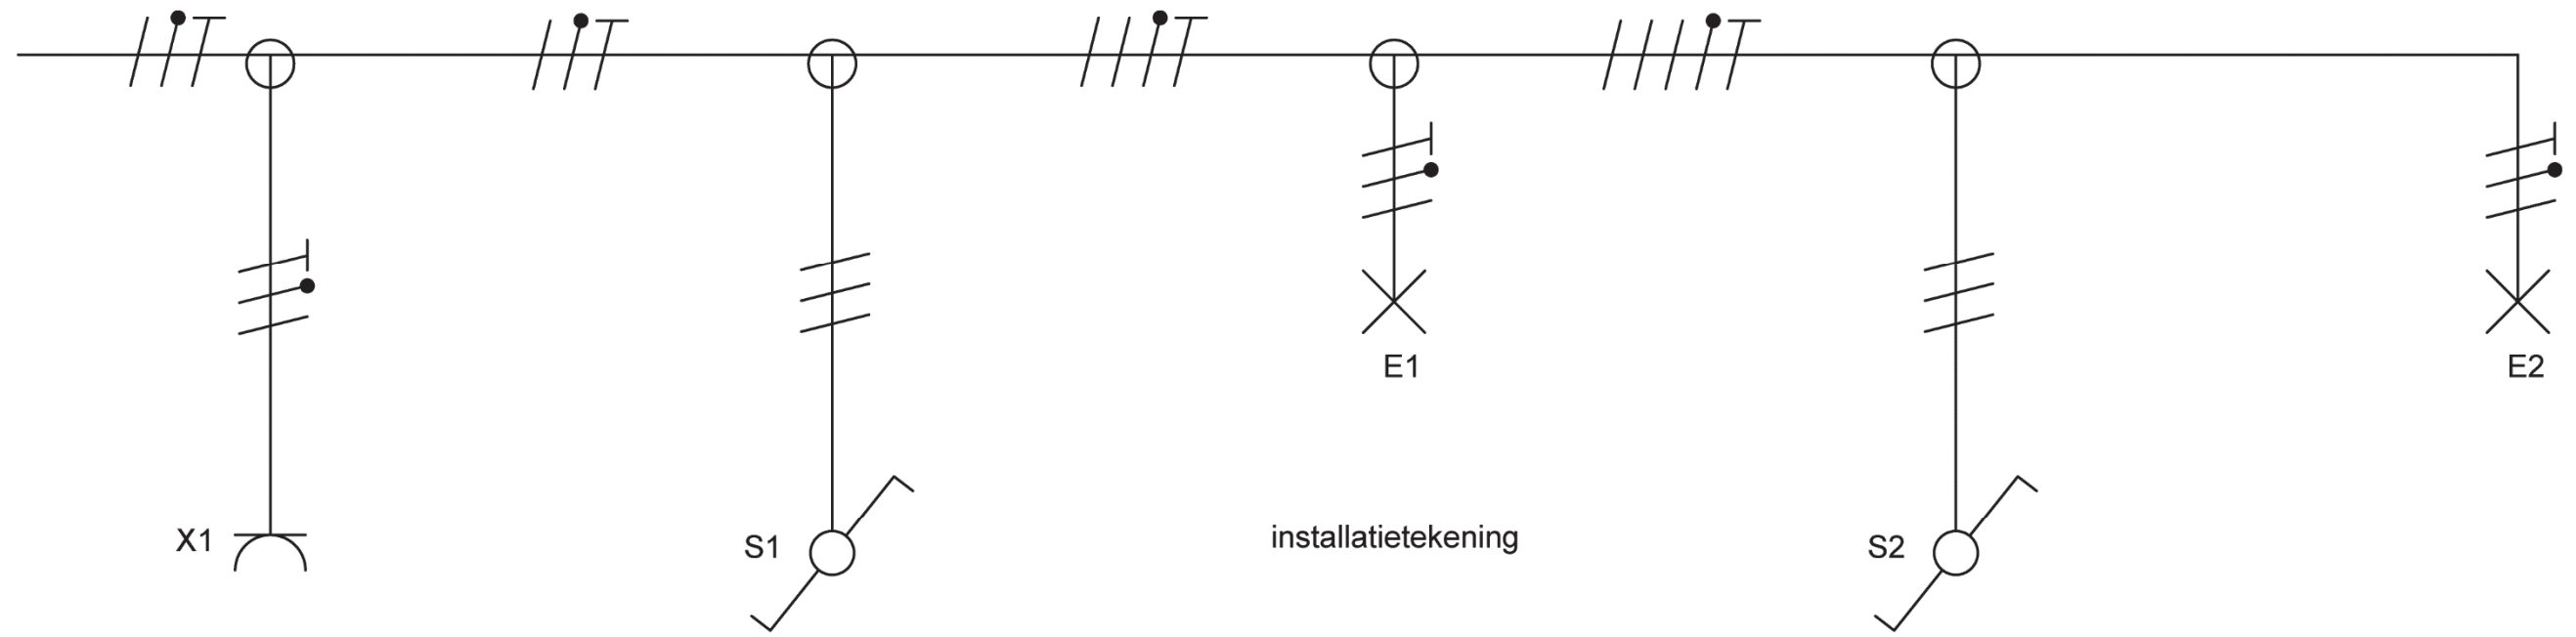 E1
E2
X1
S1
installatietekening
S2